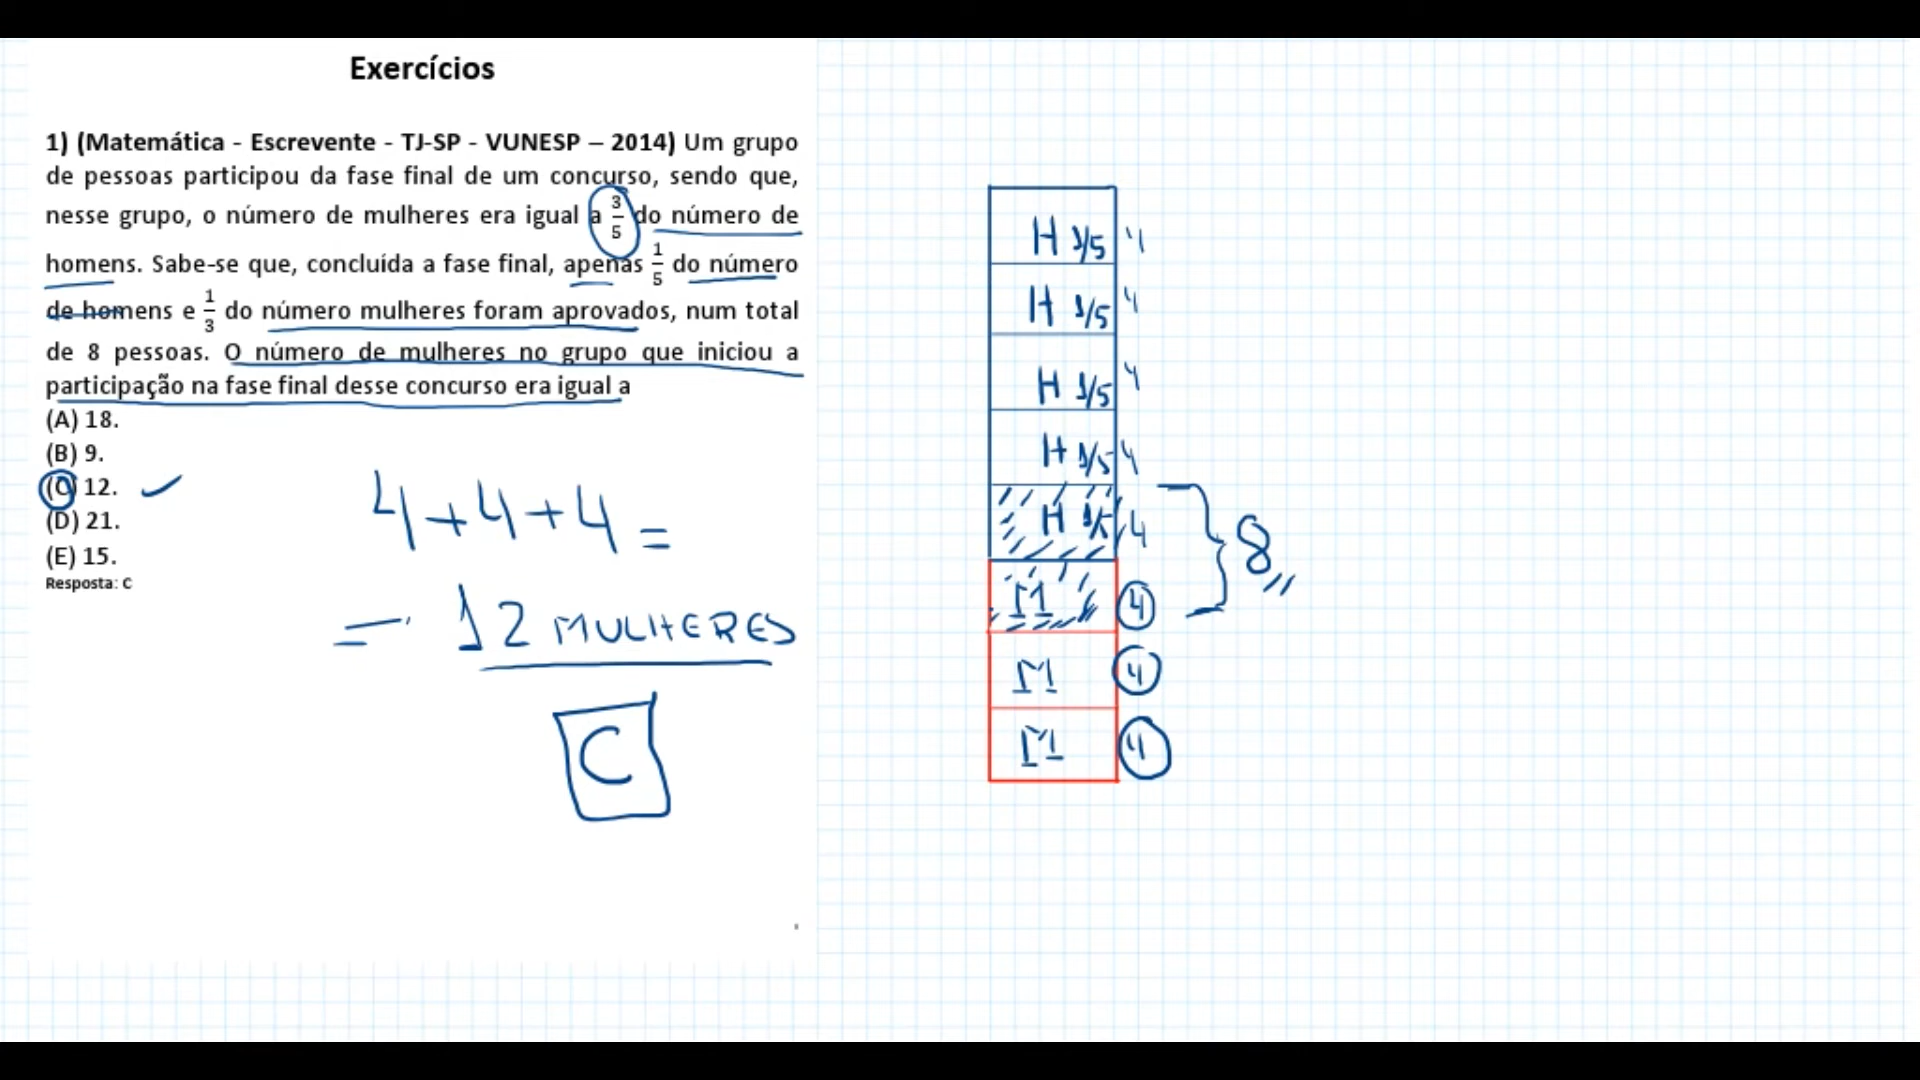 Exercícios
1) (Matemática - Escrevente - TJ-SP - VUNESP – 2014) Um grupo
de pessoas participou da fase final de um concurso, sendo que,
nesse grupo, o número de mulheres era igual a 3/5 do número de
homens. Sabe-se que, concluída a fase final, apenas 1/5 do número
de homens e 1/3 do número mulheres foram aprovados, num total
de 8 pessoas. O número de mulheres no grupo que iniciou a
participação na fase final desse concurso era igual a
(A) 18.
(B) 9.
(C) 12.
(D) 21.
(E) 15.
Resposta: C
4+4+4=
= 12 MULHERES
C
H 1/5 4
H 1/5 4
H 1/5 4
H 1/5 4
H 1/5 4
M 4
M 4
M 4
8